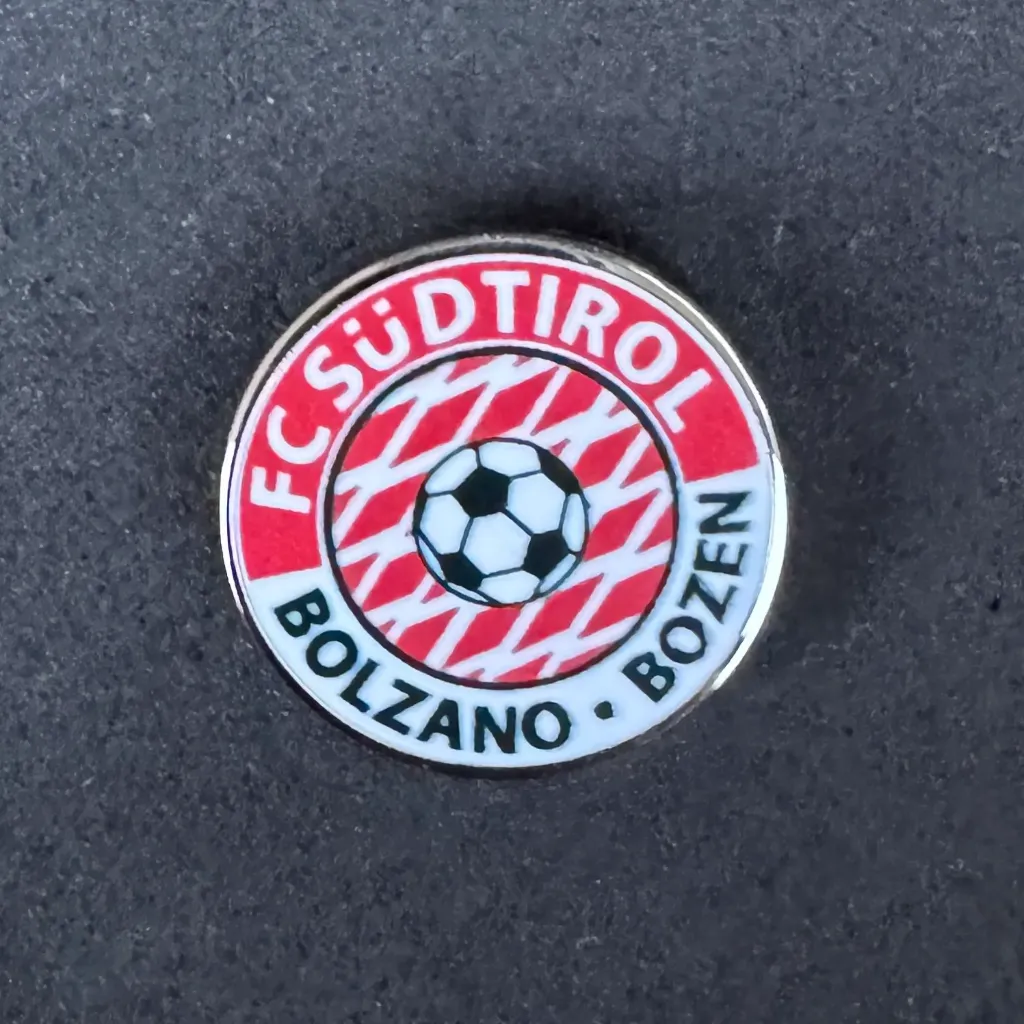 FC SÜDTIROL
BOLZANO • BOZEN